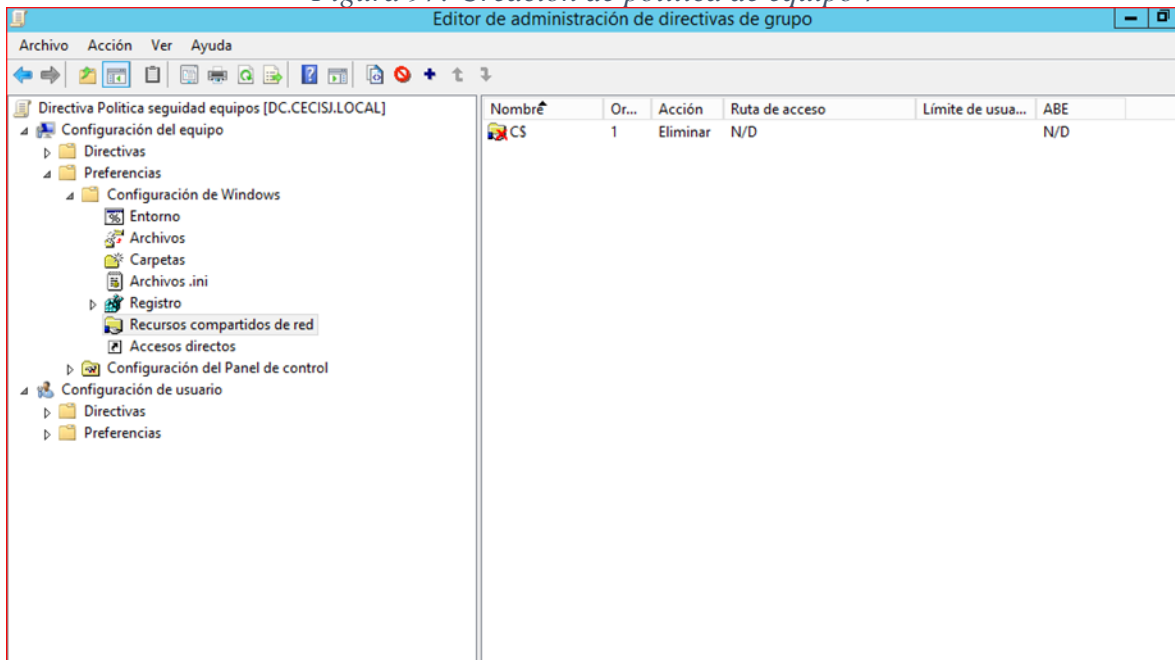 Editor de administración de directivas de grupo
Archivo Acción Ver Ayuda
Directiva Politica seguidad equipos [DC.CECISJ.LOCAL]
Configuración del equipo
Directivas
Preferencias
Configuración de Windows
Entorno
Archivos
Carpetas
Archivos .ini
Registro
Recursos compartidos de red
Accesos directos
Configuración del Panel de control
Configuración de usuario
Directivas
Preferencias
Nombre Or... Acción Ruta de acceso Límite de usua... ABE
C$ 1 Eliminar N/D N/D